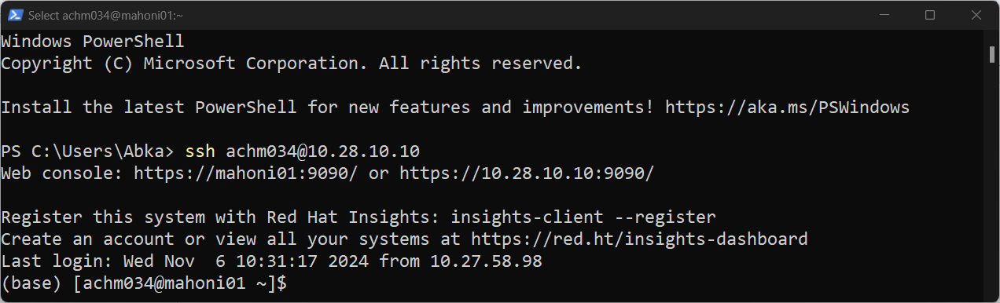 Select achm034@mahoni01:~
Windows PowerShell
Copyright (C) Microsoft Corporation. All rights reserved.
Install the latest PowerShell for new features and improvements! https://aka.ms/PSWindows
PS C:\Users\Abka> ssh achm034@10.28.10.10
Web console: https://mahoni01:9090/ or https://10.28.10.10:9090/
Register this system with Red Hat Insights: insights-client --register
Create an account or view all your systems at https://red.ht/insights-dashboard
Last login: Wed Nov  6 10:31:17 2024 from 10.27.58.98
(base) [achm034@mahoni01 ~]$